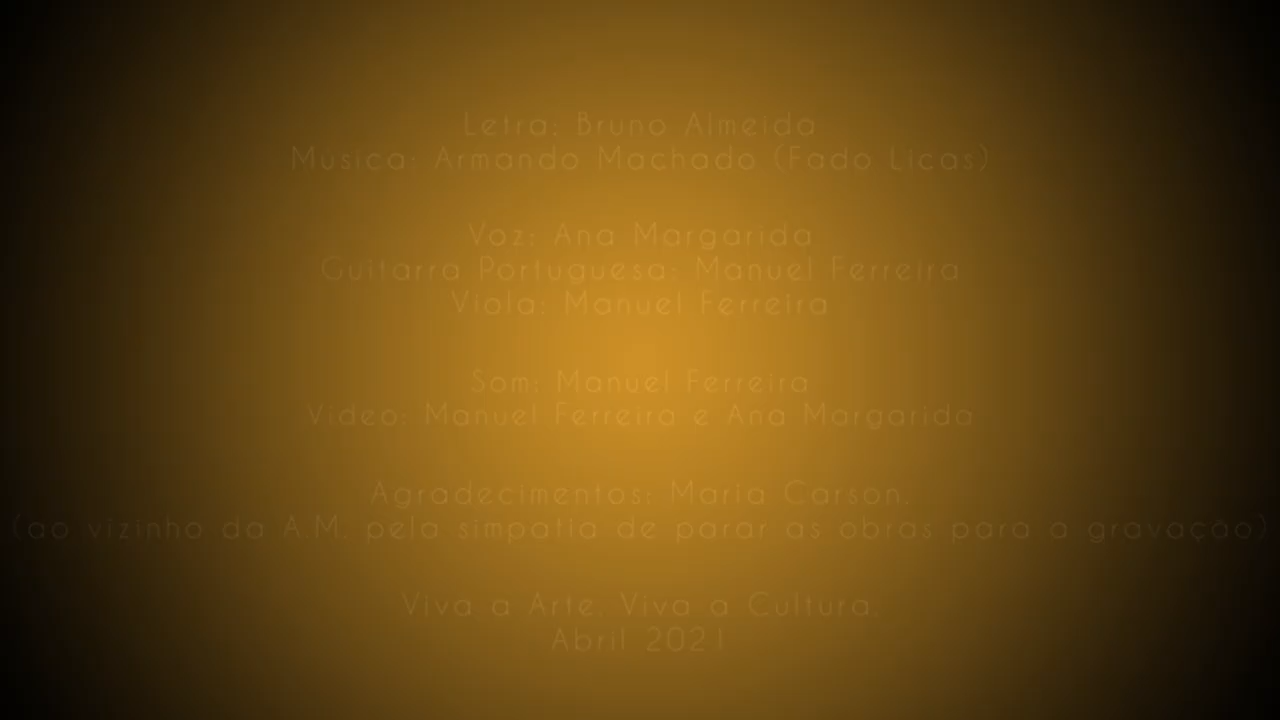 Letra: Bruno Almeida
Música: Armando Machado (Fado Licas)
Voz: Ana Margarida
Guitarra Portuguesa: Manuel Ferreira
Viola: Manuel Ferreira
Som: Manuel Ferreira
Vídeo: Manuel Ferreira e Ana Margarida
Agradecimentos: Maria Carson.
(ao vizinho da A.M. pela simpatia de parar as obras para a gravação)
Viva a Arte. Viva a Cultura.
Abril 2021